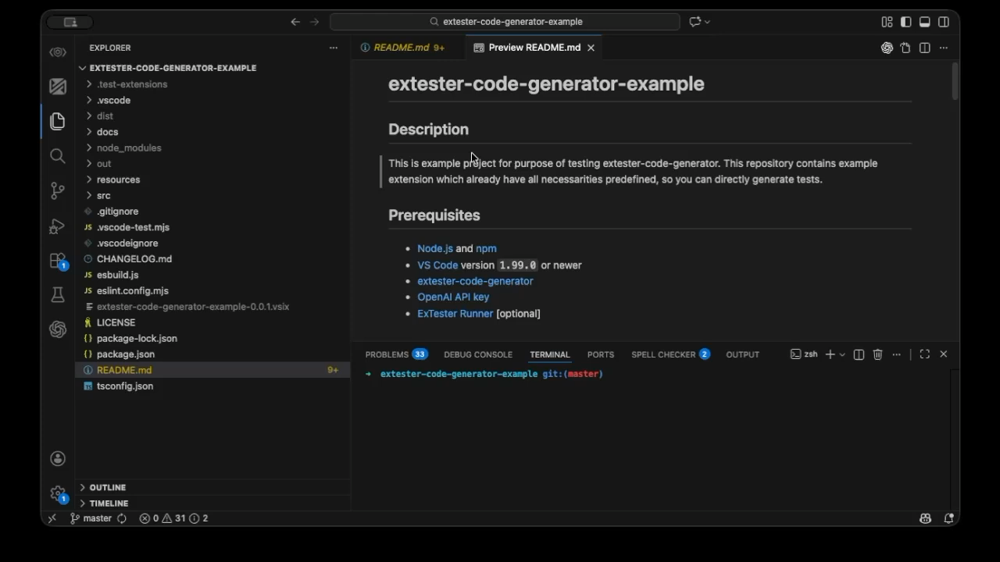 extester-code-generator-example
EXPLORER
EXTESTER-CODE-GENERATOR-EXAMPLE
.test-extensions
.vscode
dist
docs
node_modules
out
resources
src
.gitignore
JS .vscode-test.mjs
.vscodeignore
CHANGELOG.md
JS esbuild.js
JS eslint.config.mjs
extester-code-generator-example-0.0.1.vsix
LICENSE
{} package-lock.json
{} package.json
README.md 9+
TS tsconfig.json
OUTLINE
TIMELINE
1
1
README.md 9+
Preview README.md
extester-code-generator-example
Description
This is example project for purpose of testing extester-code-generator. This repository contains example
extension which already have all necessarities predefined, so you can directly generate tests.
Prerequisites
• Node.js and npm
• VS Code version 1.99.0 or newer
• extester-code-generator
• OpenAI API key
• ExTester Runner [optional]
PROBLEMS 33 DEBUG CONSOLE TERMINAL PORTS SPELL CHECKER 2 OUTPUT zsh
→ extester-code-generator-example git:(master)
master 0 31 2